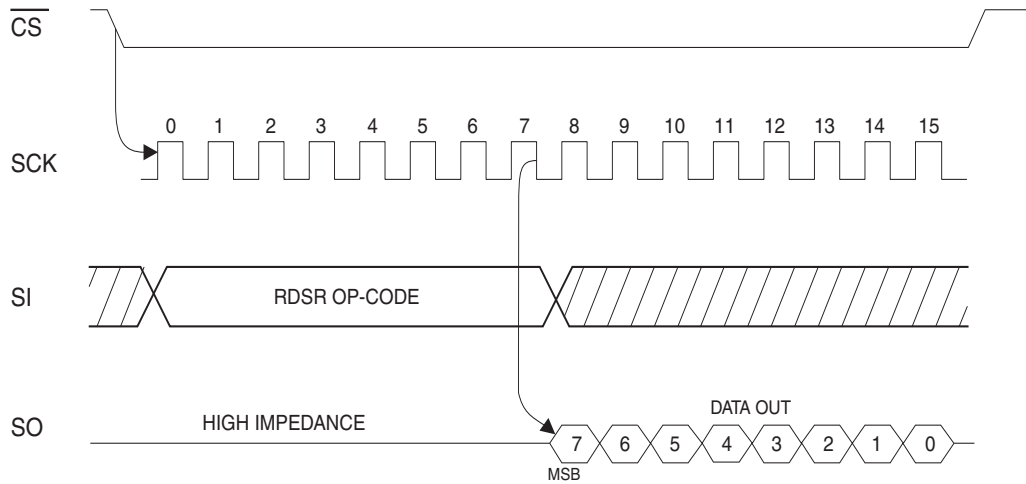 CS
0 1 2 3 4 5 6 7 8 9 10 11 12 13 14 15
SCK
SI
RDSR OP-CODE
DATA OUT
SO
HIGH IMPEDANCE
7 6 5 4 3 2 1 0
MSB